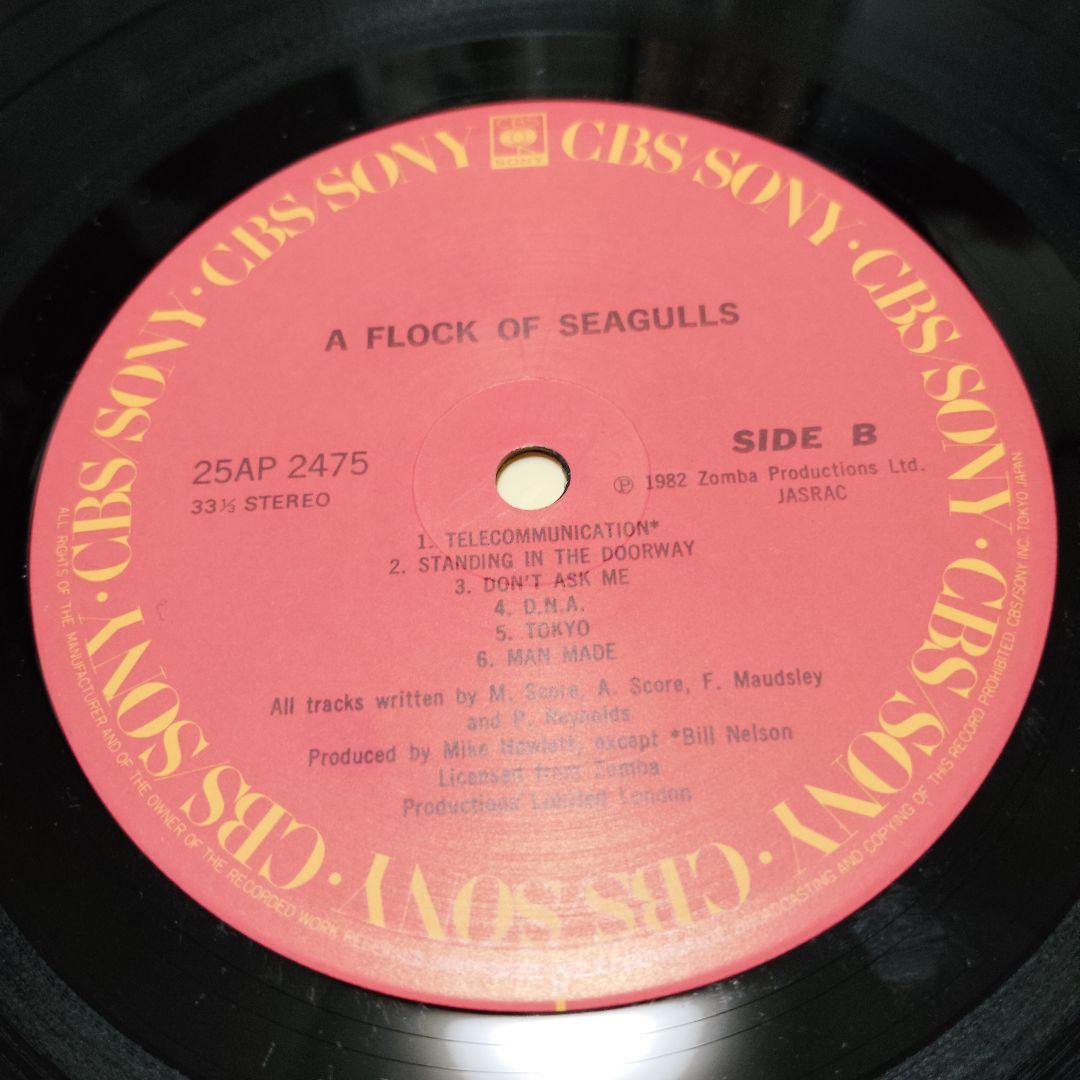 CBS/SONY · CBS/SONY · CBS/SONY · CBS/SONY · CBS/SONY · CBS/SONY · CBS/SONY · CBS/SONY · CBS/SONY
CBS
SONY
A FLOCK OF SEAGULLS
25AP 2475
33⅓ STEREO
SIDE B
Ⓟ 1982 Zomba Productions Ltd.
JASRAC
1. TELECOMMUNICATION*
2. STANDING IN THE DOORWAY
3. DON'T ASK ME
4. D.N.A.
5. TOKYO
6. MAN MADE
All tracks written by M. Score, A. Score, F. Maudsley
and P. Reynolds
Produced by Mike Howlett, except *Bill Nelson
Licensed from Zomba
Productions Limited London
ALL RIGHTS OF THE MANUFACTURER AND OF THE OWNER OF THE RECORDED WORK BROADCASTING AND COPYING OF THIS RECORD PROHIBITED. CBS/SONY INC. TOKYO JAPAN